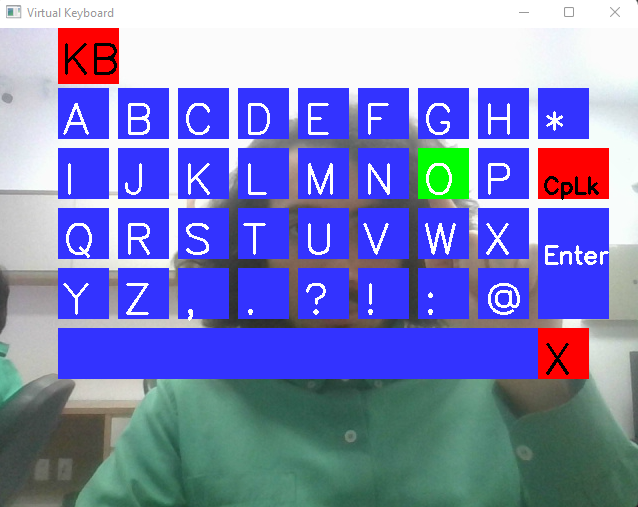 Virtual Keyboard
KB
A B C D E F G H *
I J K L M N O P CpLk
Q R S T U V W X Enter
Y Z , . ? ! : @
X